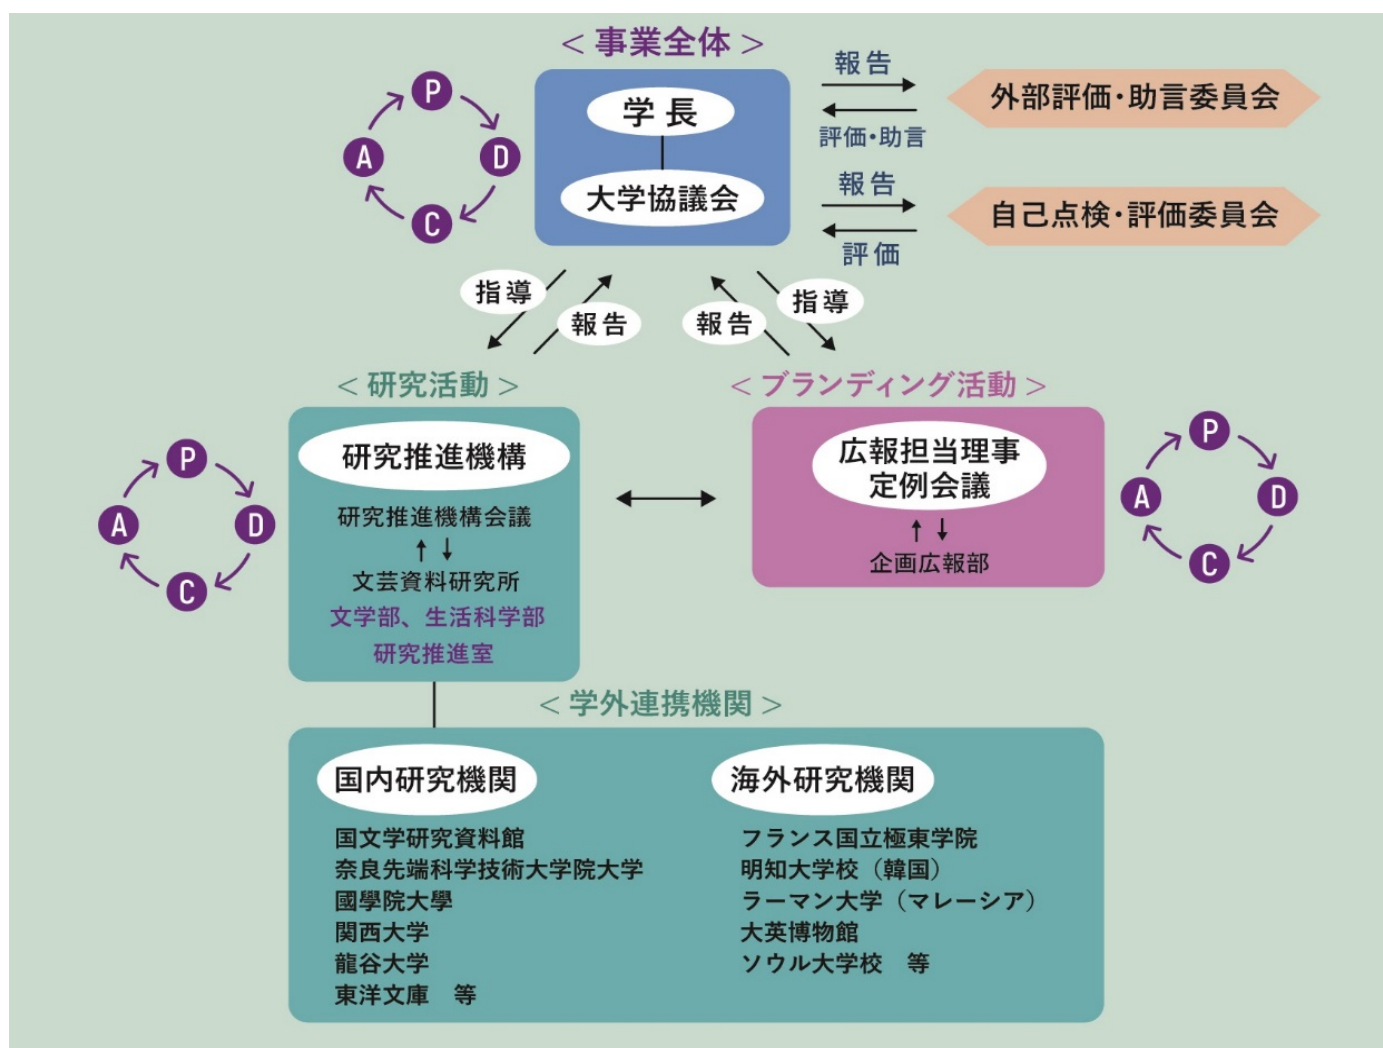 ＜事業全体＞
P
D
C
A
学長
大学協議会
報告
評価・助言
外部評価・助言委員会
報告
評価
自己点検・評価委員会
指導
報告
報告
指導
＜研究活動＞
研究推進機構
研究推進機構会議
文芸資料研究所
文学部、生活科学部
研究推進室
P
D
C
A
＜ブランディング活動＞
広報担当理事
定例会議
企画広報部
P
D
C
A
＜学外連携機関＞
国内研究機関
国文学研究資料館
奈良先端科学技術大学院大学
國學院大學
関西大学
龍谷大学
東洋文庫　等
海外研究機関
フランス国立極東学院
明知大学校（韓国）
ラーマン大学（マレーシア）
大英博物館
ソウル大学校　等